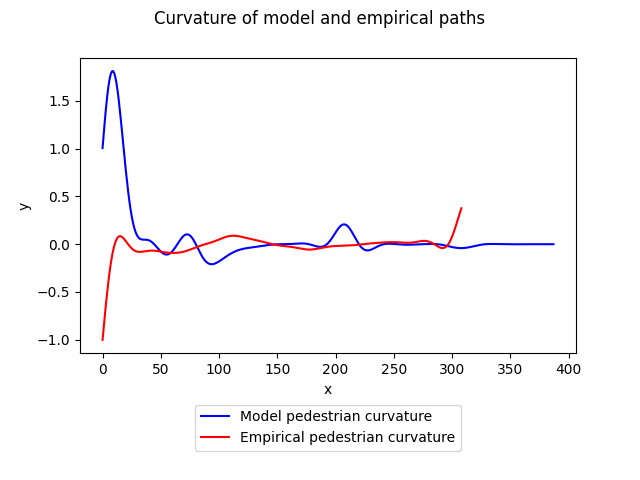 Curvature of model and empirical paths
y
1.5
1.0
0.5
0.0
−0.5
−1.0
0 50 100 150 200 250 300 350 400
x
Model pedestrian curvature
Empirical pedestrian curvature